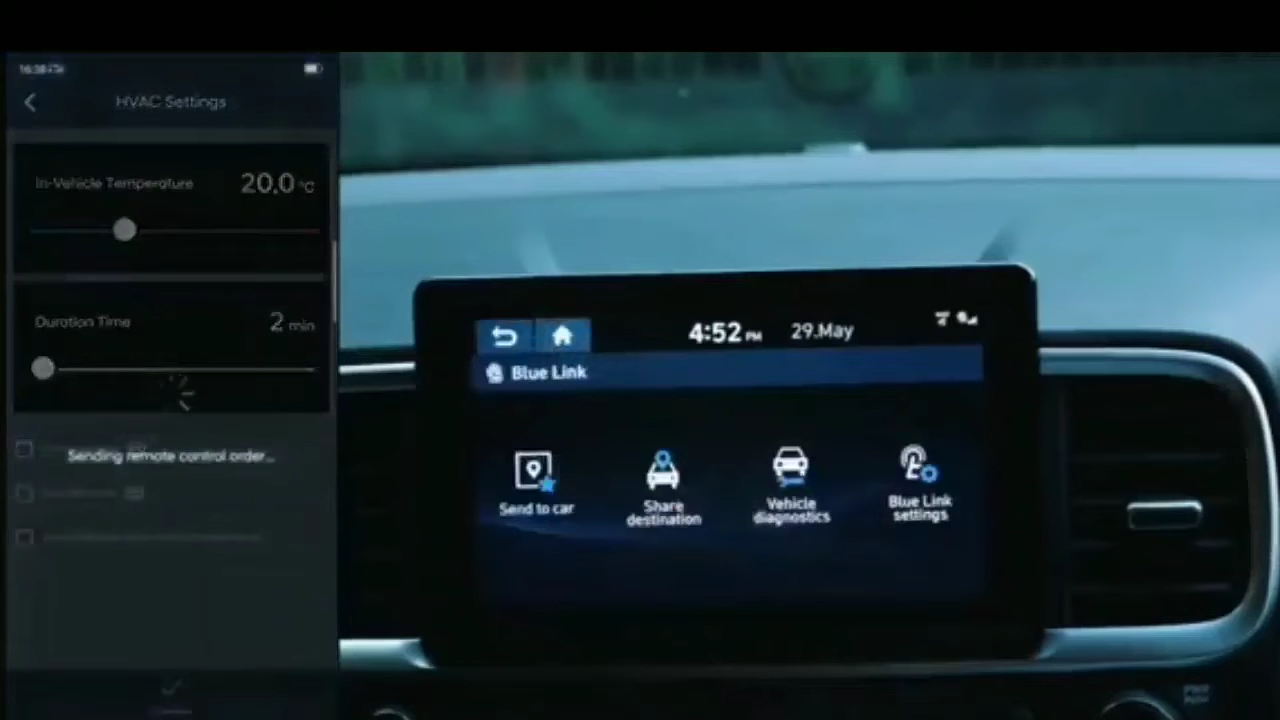 HVAC Settings
In-Vehicle Temperature 20.0 °C
Duration Time 2 min
Sending remote control order...
4:52 PM 29.May
Blue Link
Send to car
Share
destination
Vehicle
diagnostics
Blue Link
settings